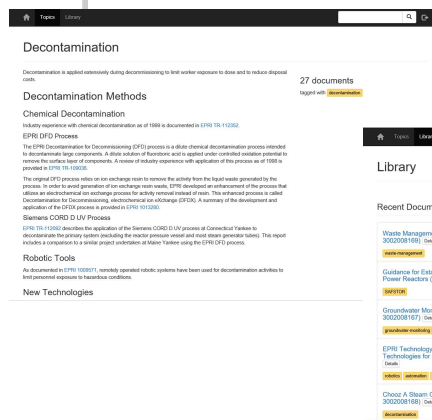 Topics Library
Decontamination
Decontamination is applied extensively during decommissioning to limit worker exposure to dose and to reduce disposal
costs.
27 documents
tagged with decontamination
Decontamination Methods
Chemical Decontamination
Industry experience with chemical decontamination as of 1999 is documented in EPRI TR-112352.
EPRI DFD Process
The EPRI Decontamination for Decommissioning (DFD) process is a dilute chemical decontamination process intended
to decontaminate large components. A dilute solution of fluoroboric acid is applied under controlled oxidation potential to
remove the surface layer of components. A review of industry experience with application of this process as of 1998 is
provided in EPRI TR-109036.
The original DFD process relies on ion exchange resin to remove the activity from the liquid waste generated by the
process. In order to avoid generation of ion exchange resin waste, EPRI developed an enhancement of the process that
utilizes an electrochemical ion exchange process for activity removal instead of resin. This enhanced process is called
Decontamination for Decommissioning, electrochemical ion eXchange (DFDX). A summary of the development and
application of the DFDX process is provided in EPRI 1013280.
Siemens CORD D UV Process
EPRI TR-112092 describes the application of the Siemens CORD D UV process at Connecticut Yankee to
decontaminate the primary system (excluding the reactor pressure vessel and most steam generator tubes). This report
includes a comparison to a similar project undertaken at Maine Yankee using the EPRI DFD process.
Robotic Tools
As documented in EPRI 1000571, remotely operated robotic systems have been used for decontamination activities to
limit personnel exposure to hazardous conditions.
New Technologies
Topics Librar
Library
Recent Docum
Waste Manageme
3002008169) Deta
waste-management
Guidance for Esta
Power Reactors (
SAFSTOR
Groundwater Mon
3002008167) Deta
groundwater-monitoring
EPRI Technology
Technologies for
Details
robotics automation
Chooz A Steam G
3002008168) Deta
decontamination